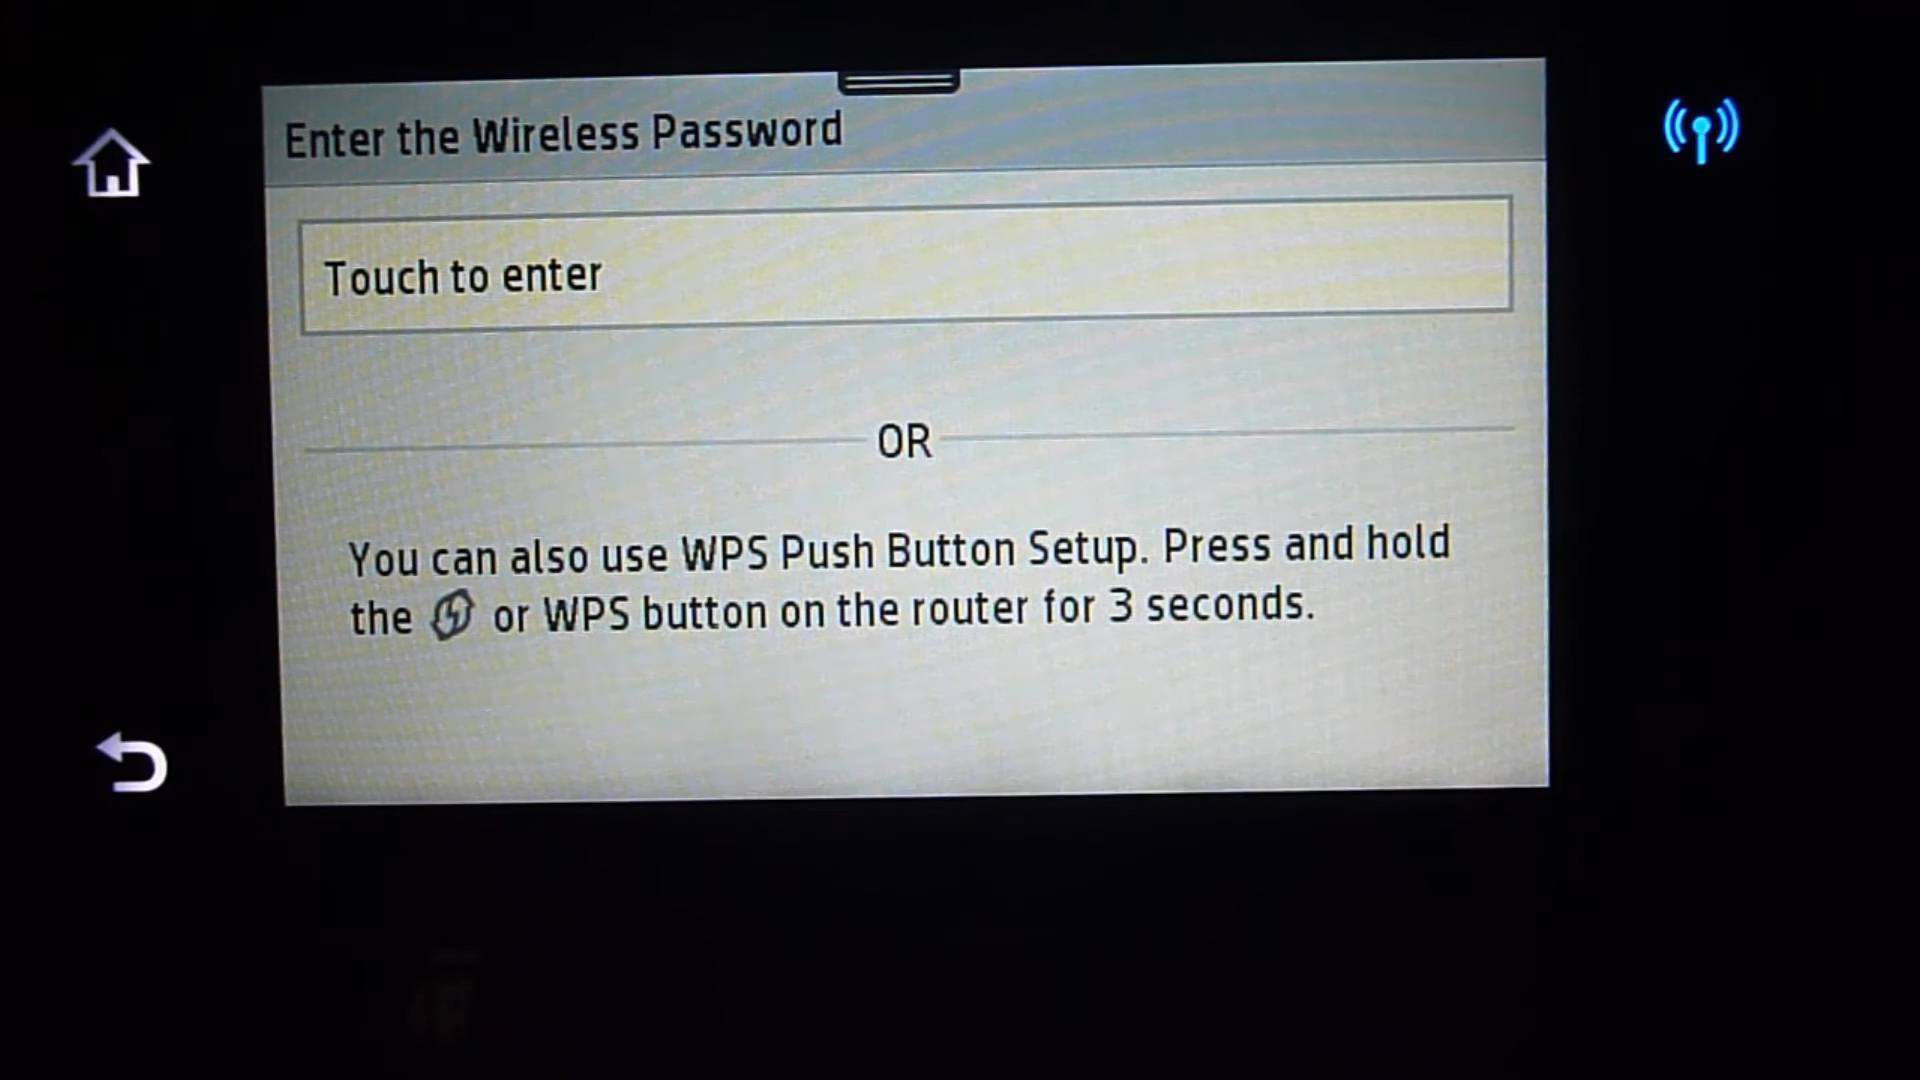 Enter the Wireless Password
Touch to enter
OR
You can also use WPS Push Button Setup. Press and hold
the or WPS button on the router for 3 seconds.